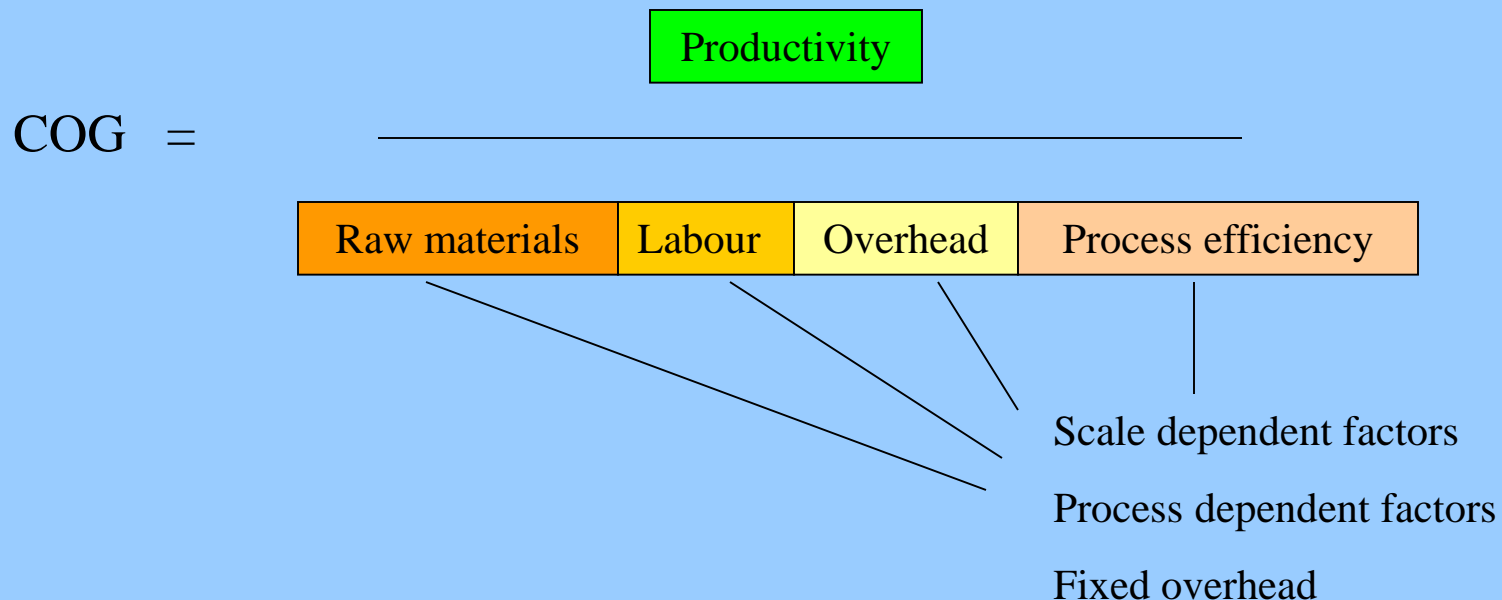 Productivity
COG =
Raw materials Labour Overhead Process efficiency
Scale dependent factors
Process dependent factors
Fixed overhead